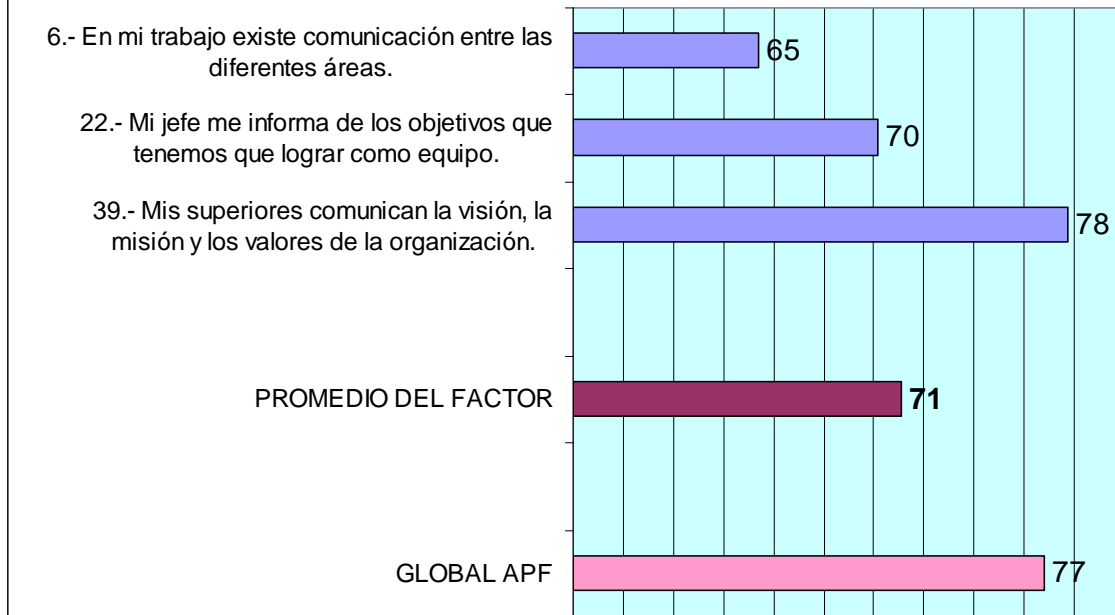 6.- En mi trabajo existe comunicación entre las
diferentes áreas.
65
22.- Mi jefe me informa de los objetivos que
tenemos que lograr como equipo.
70
39.- Mis superiores comunican la visión, la
misión y los valores de la organización.
78
PROMEDIO DEL FACTOR
71
GLOBAL APF
77